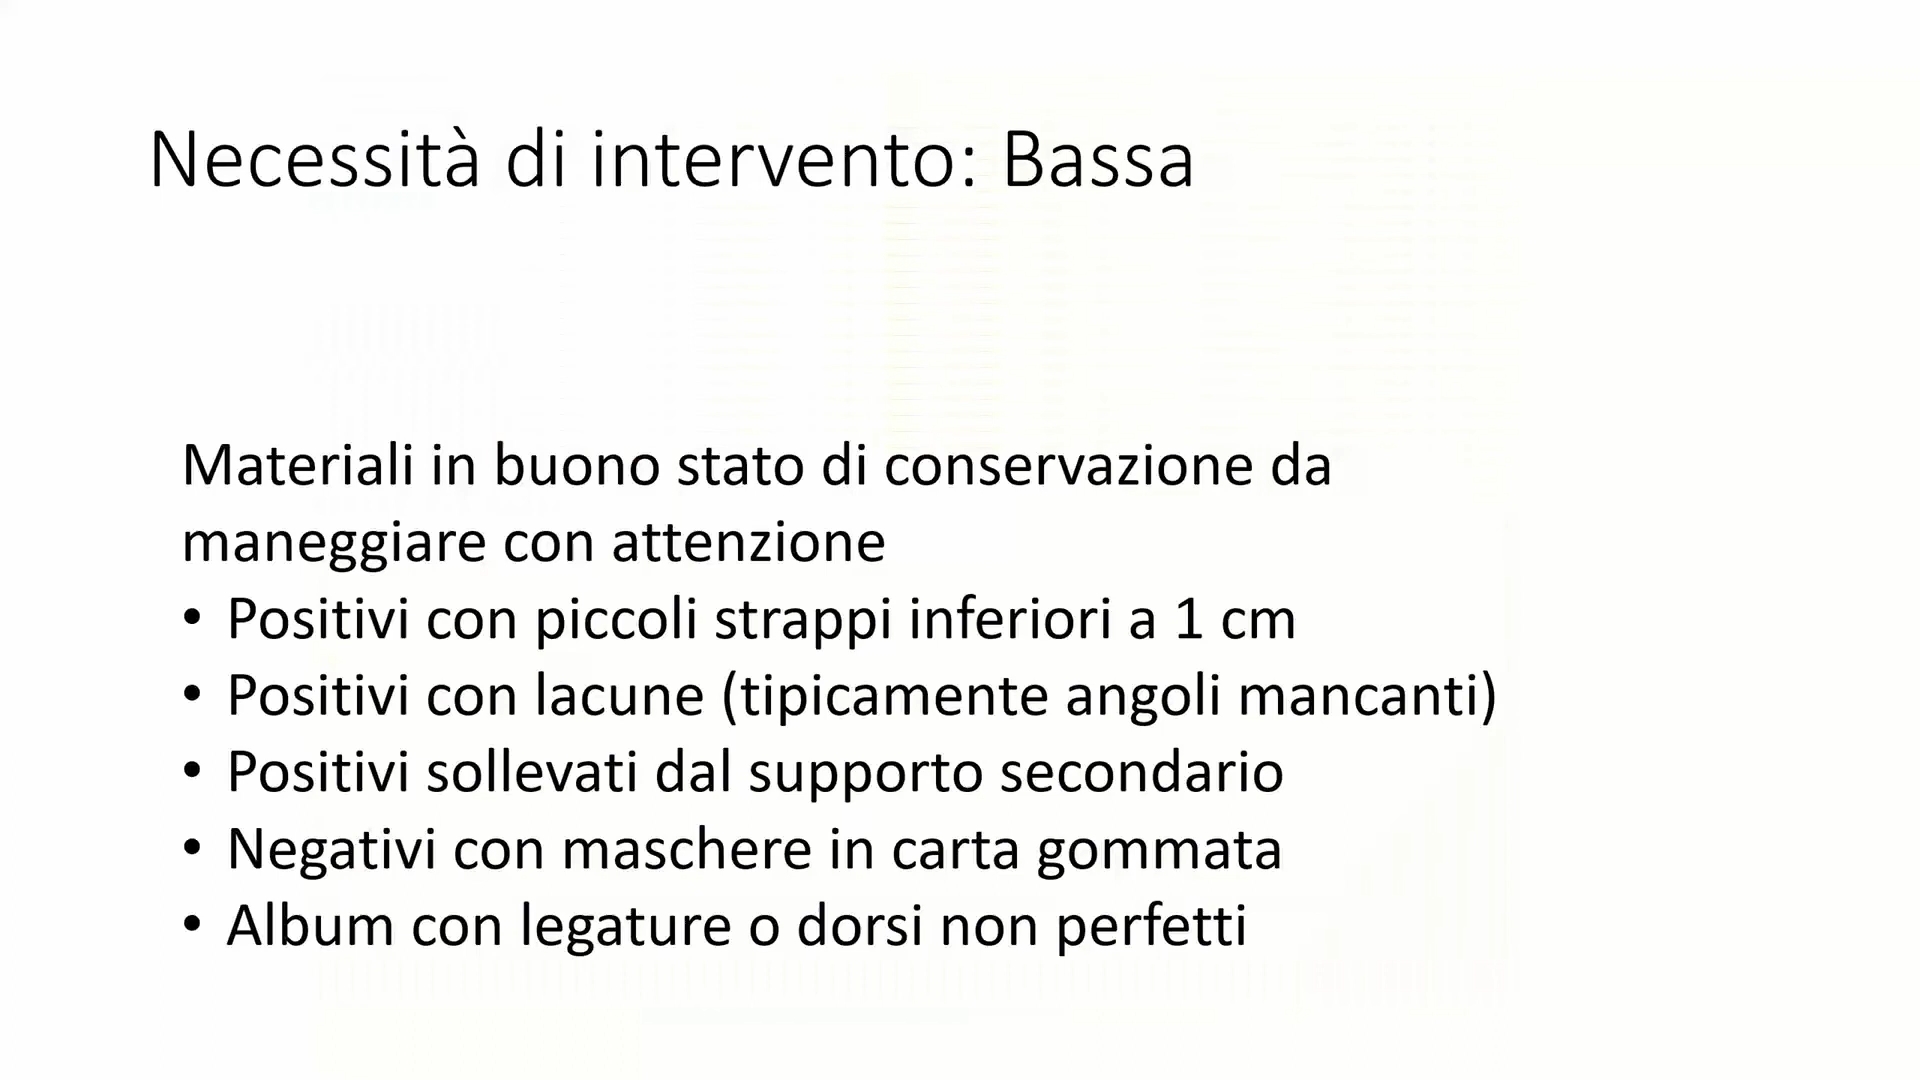 Necessità di intervento: Bassa
Materiali in buono stato di conservazione da
maneggiare con attenzione
• Positivi con piccoli strappi inferiori a 1 cm
• Positivi con lacune (tipicamente angoli mancanti)
• Positivi sollevati dal supporto secondario
• Negativi con maschere in carta gommata
• Album con legature o dorsi non perfetti